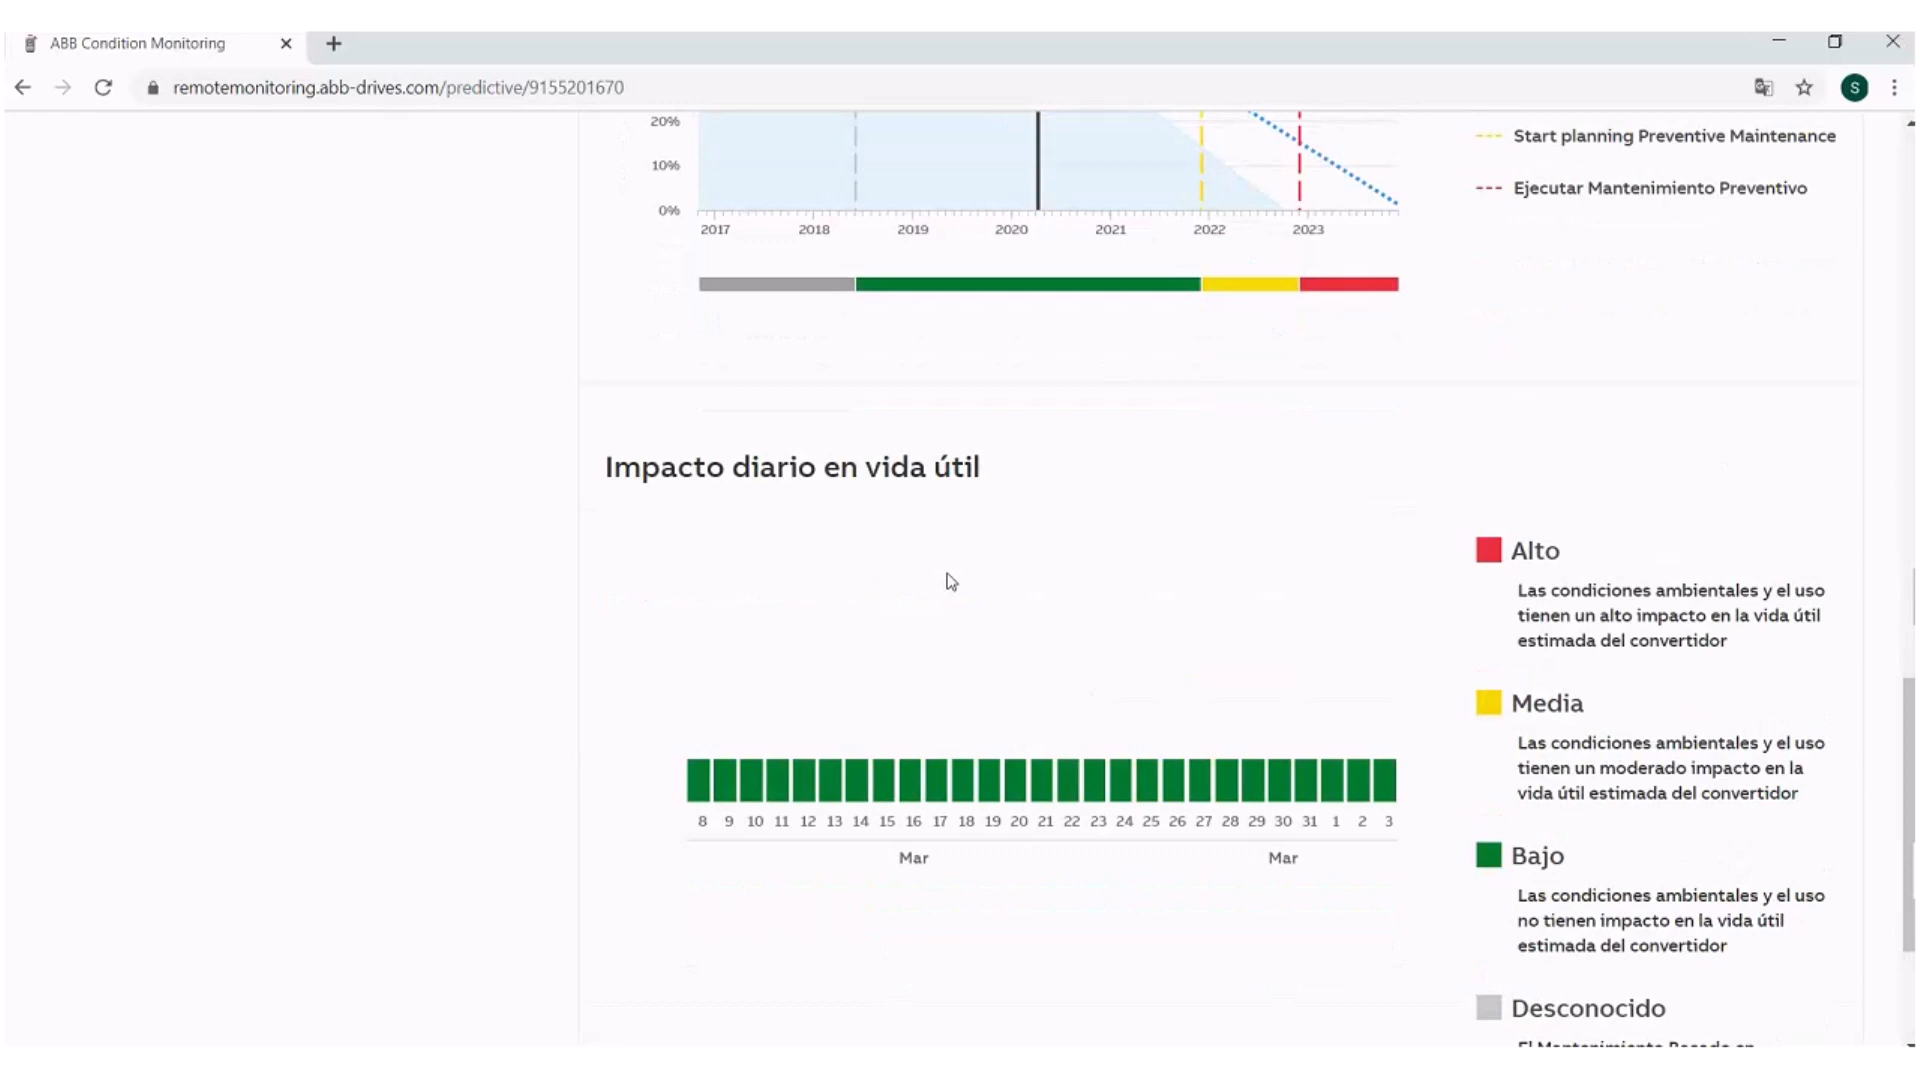 ABB Condition Monitoring
remotemonitoring.abb-drives.com/predictive/9155201670
S
20%
10%
0%
2017 2018 2019 2020 2021 2022 2023
Start planning Preventive Maintenance
Ejecutar Mantenimiento Preventivo
Impacto diario en vida útil
8 9 10 11 12 13 14 15 16 17 18 19 20 21 22 23 24 25 26 27 28 29 30 31 1 2 3
Mar Mar
Alto
Las condiciones ambientales y el uso
tienen un alto impacto en la vida útil
estimada del convertidor
Media
Las condiciones ambientales y el uso
tienen un moderado impacto en la
vida útil estimada del convertidor
Bajo
Las condiciones ambientales y el uso
no tienen impacto en la vida útil
estimada del convertidor
Desconocido